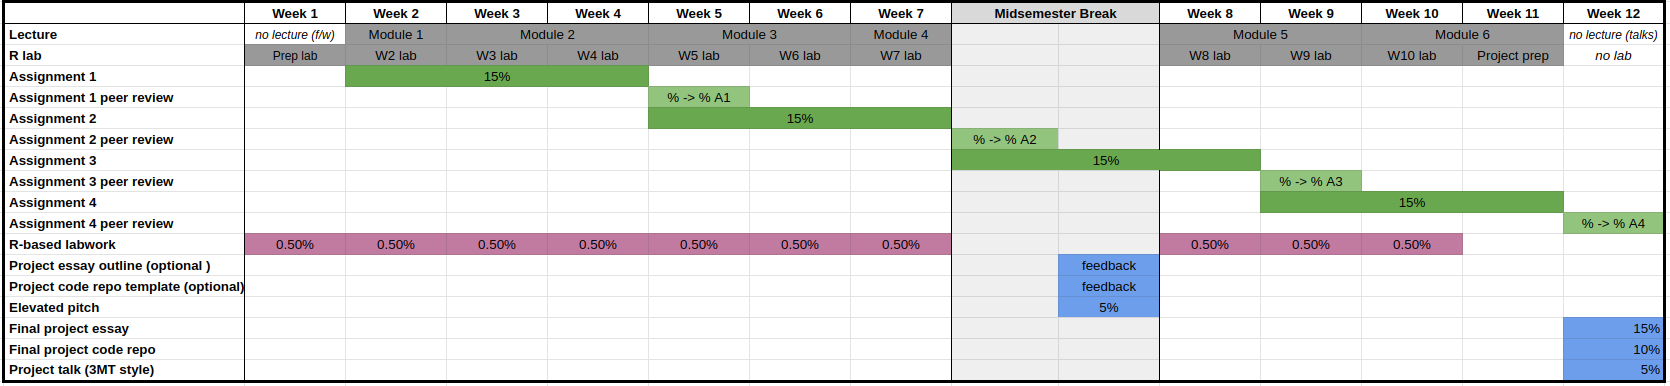 Week 1 Week 2 Week 3 Week 4 Week 5 Week 6 Week 7 Midsemester Break Week 8 Week 9 Week 10 Week 11 Week 12
Lecture no lecture (f/w) Module 1 Module 2 Module 3 Module 4 Module 5 Module 6 no lecture (talks)
R lab Prep lab W2 lab W3 lab W4 lab W5 lab W6 lab W7 lab W8 lab W9 lab W10 lab Project prep no lab
Assignment 1 15%
Assignment 1 peer review % -> % A1
Assignment 2 15%
Assignment 2 peer review % -> % A2
Assignment 3 15%
Assignment 3 peer review % -> % A3
Assignment 4 15%
Assignment 4 peer review % -> % A4
R-based labwork 0.50% 0.50% 0.50% 0.50% 0.50% 0.50% 0.50% 0.50% 0.50% 0.50%
Project essay outline (optional ) feedback
Project code repo template (optional) feedback
Elevated pitch 5%
Final project essay 15%
Final project code repo 10%
Project talk (3MT style) 5%